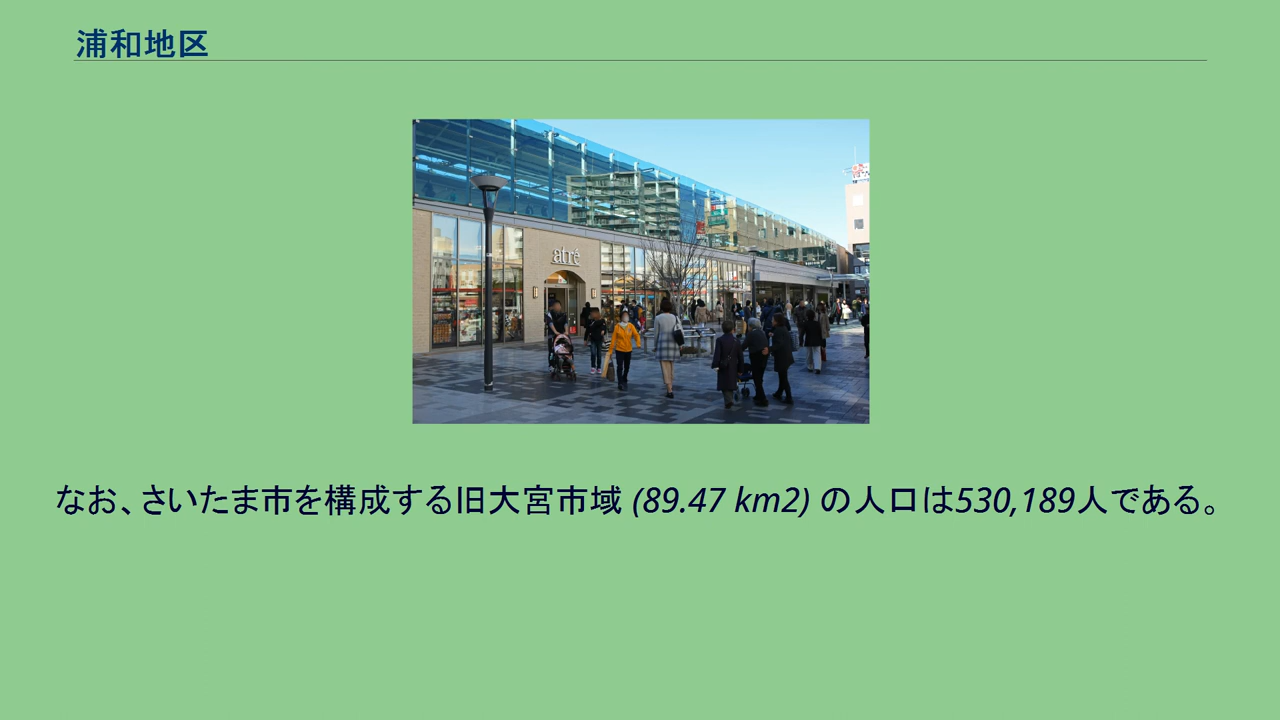 浦和地区
atré
なお、さいたま市を構成する旧大宮市域 (89.47 km2) の人口は530,189人である。